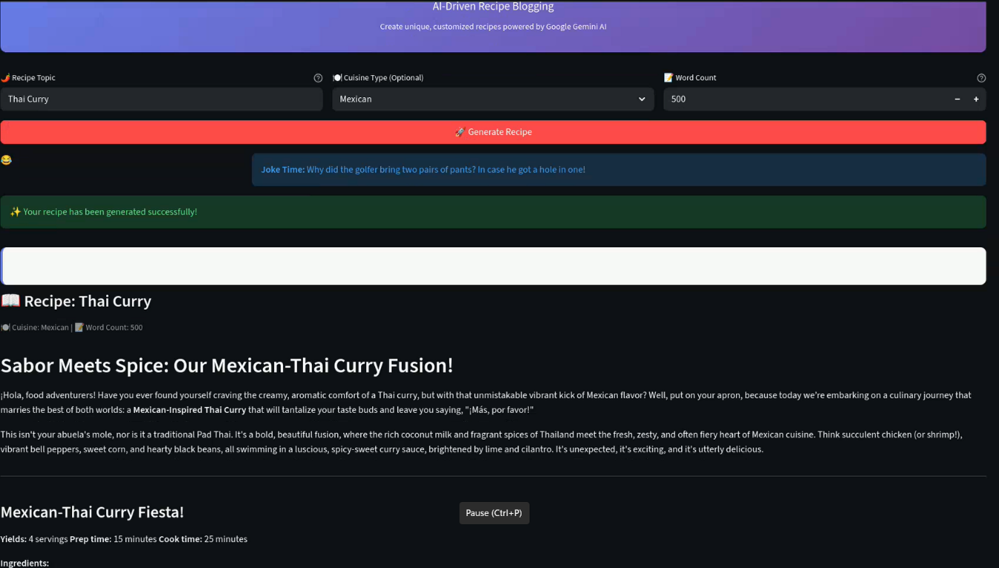 AI-Driven Recipe Blogging
Create unique, customized recipes powered by Google Gemini AI
🌶️ Recipe Topic
🍽️ Cuisine Type (Optional)
📝 Word Count
Thai Curry
Mexican
500
🚀 Generate Recipe
😂
Joke Time: Why did the golfer bring two pairs of pants? In case he got a hole in one!
✨ Your recipe has been generated successfully!
📖 Recipe: Thai Curry
🍽️ Cuisine: Mexican | 📝 Word Count: 500
Sabor Meets Spice: Our Mexican-Thai Curry Fusion!
¡Hola, food adventurers! Have you ever found yourself craving the creamy, aromatic comfort of a Thai curry, but with that unmistakable vibrant kick of Mexican flavor? Well, put on your apron, because today we're embarking on a culinary journey that
marries the best of both worlds: a Mexican-Inspired Thai Curry that will tantalize your taste buds and leave you saying, "¡Más, por favor!"
This isn't your abuela's mole, nor is it a traditional Pad Thai. It's a bold, beautiful fusion, where the rich coconut milk and fragrant spices of Thailand meet the fresh, zesty, and often fiery heart of Mexican cuisine. Think succulent chicken (or shrimp!),
vibrant bell peppers, sweet corn, and hearty black beans, all swimming in a luscious, spicy-sweet curry sauce, brightened by lime and cilantro. It's unexpected, it's exciting, and it's utterly delicious.
Mexican-Thai Curry Fiesta!
Pause (Ctrl+P)
Yields: 4 servings Prep time: 15 minutes Cook time: 25 minutes
Ingredients: